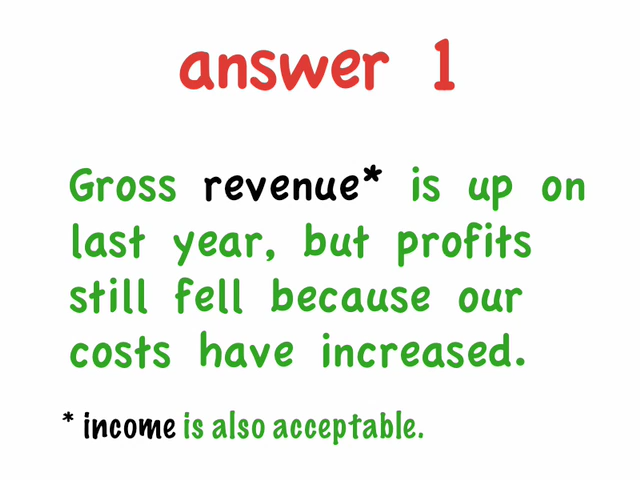 answer 1
Gross revenue* is up on
last year, but profits
still fell because our
costs have increased.
* income is also acceptable.